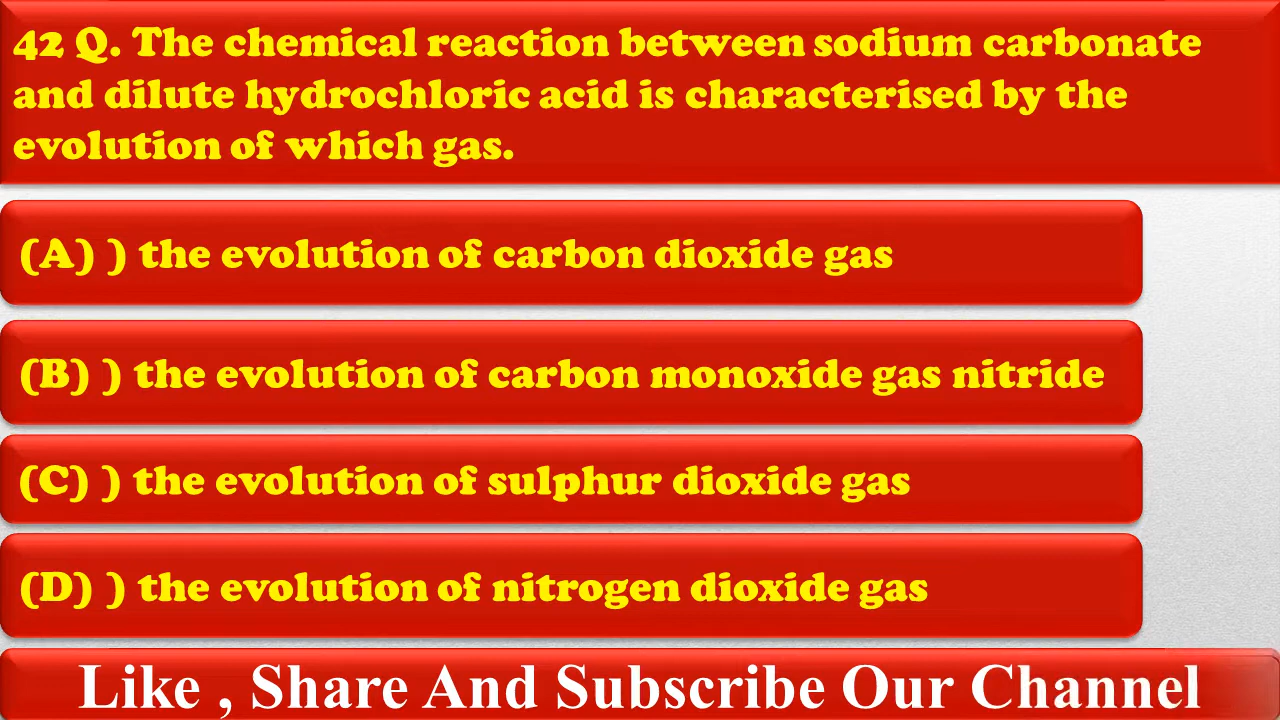 42 Q. The chemical reaction between sodium carbonate
and dilute hydrochloric acid is characterised by the
evolution of which gas.
(A) ) the evolution of carbon dioxide gas
(B) ) the evolution of carbon monoxide gas nitride
(C) ) the evolution of sulphur dioxide gas
(D) ) the evolution of nitrogen dioxide gas
Like , Share And Subscribe Our Channel